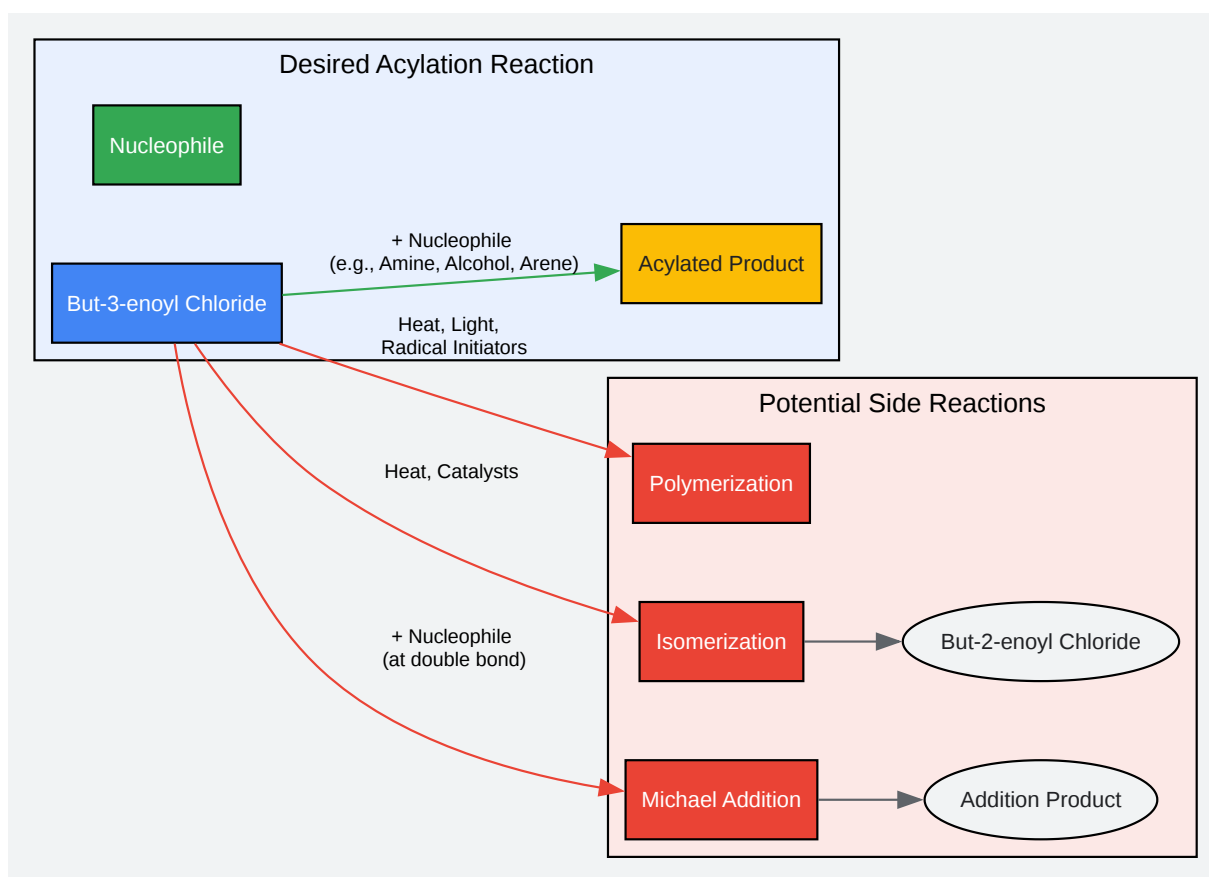 Desired Acylation Reaction
Nucleophile
+ Nucleophile
(e.g., Amine, Alcohol, Arene)
Acylated Product
But-3-enoyl Chloride
Heat, Light,
Radical Initiators
Potential Side Reactions
Heat, Catalysts
Polymerization
+ Nucleophile
(at double bond)
Isomerization
But-2-enoyl Chloride
Michael Addition
Addition Product